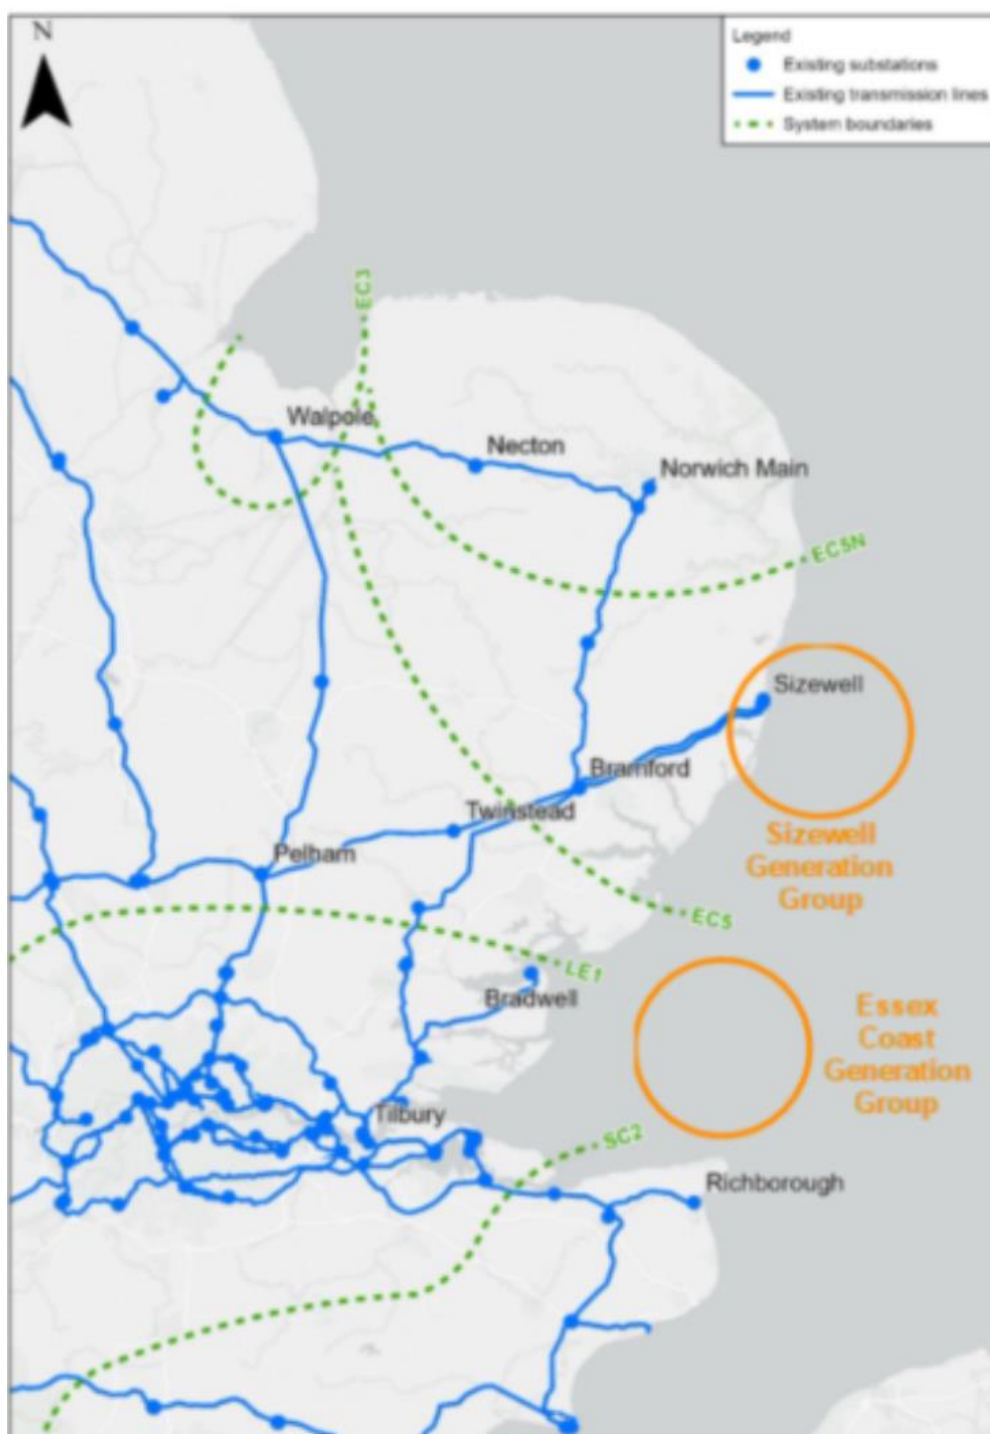 N
Legend
Existing substations
Existing transmission lines
System boundaries
EC3
Walpole
Necton
Norwich Main
EC5N
Sizewell
Bramford
Twinstead
Sizewell
Generation
Group
Pelham
EC5
LE1
Bradwell
Essex
Coast
Generation
Group
Tilbury
SC2
Richborough